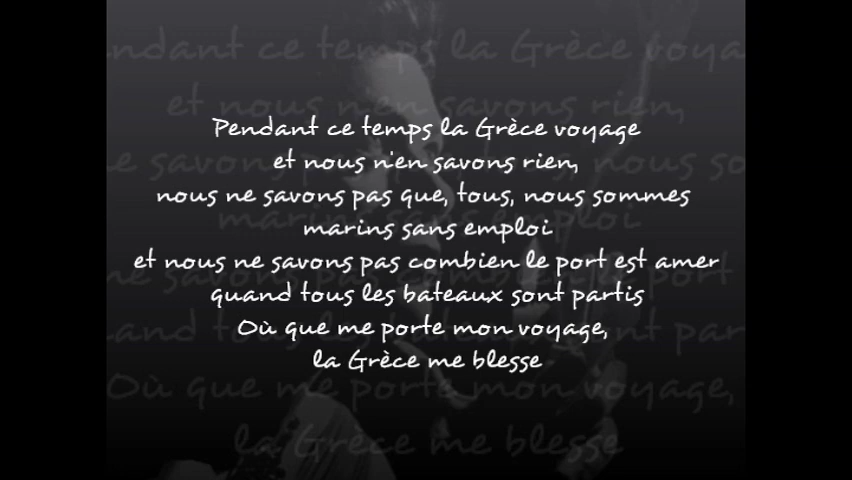 Pendant ce temps la Grèce voyage
et nous n'en savons rien,
nous ne savons pas que, tous, nous sommes
marins sans emploi
et nous ne savons pas combien le port est amer
quand tous les bateaux sont partis
Où que me porte mon voyage,
la Grèce me blesse